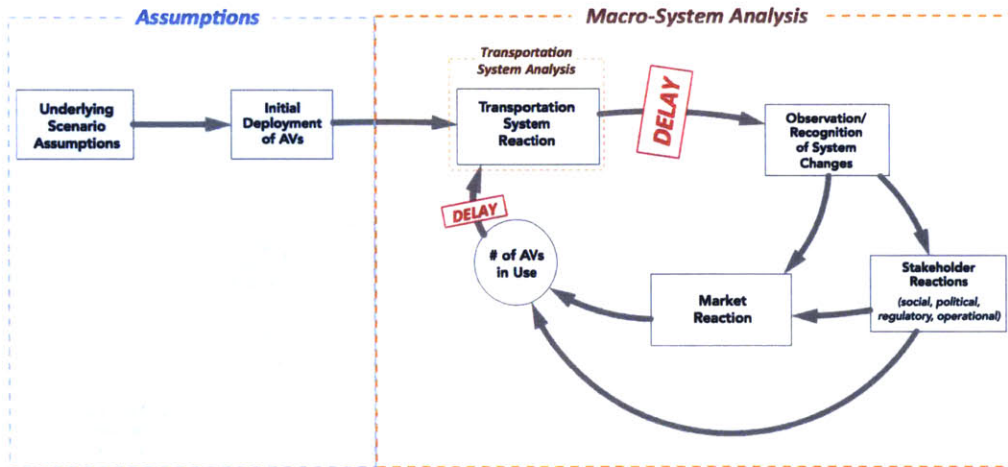 Assumptions
Macro-System Analysis
Transportation
System Analysis
Underlying
Scenario
Assumptions
Initial
Deployment
of AVs
Transportation
System
Reaction
DELAY
Observation/
Recognition
of System
Changes
DELAY
# of AVs
in Use
Market
Reaction
Stakeholder
Reactions
(social, political,
regulatory, operational)